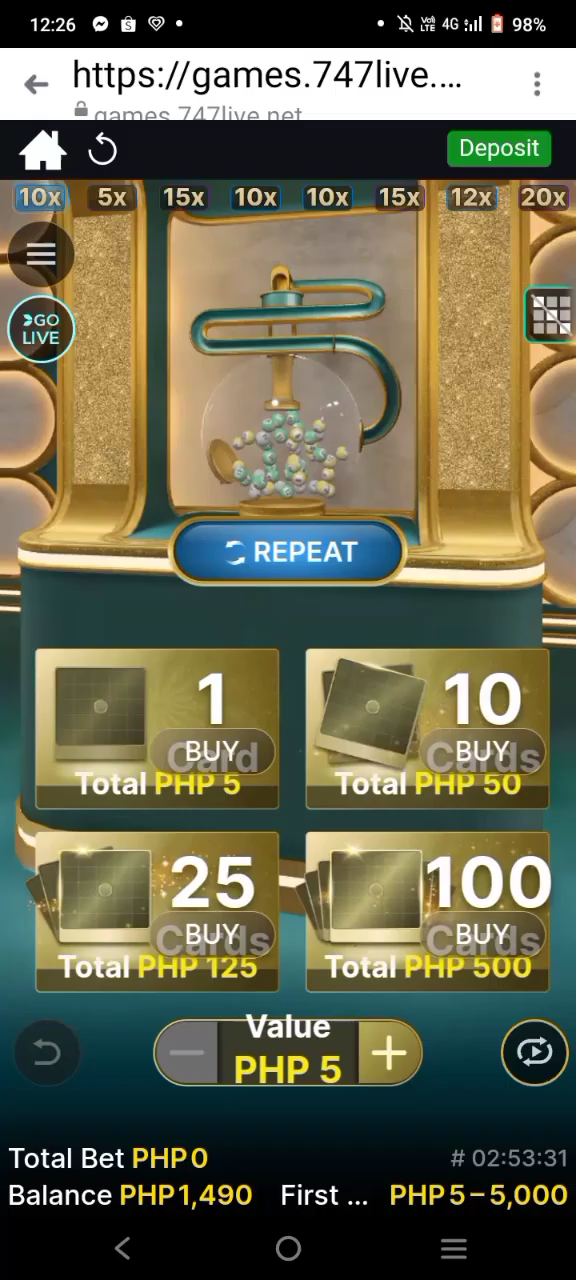 12:26 VoI LTE 4G 98%
https://games.747live....
games.747live.net
Deposit
10x 5x 15x 10x 10x 15x 12x 20x
GO LIVE
REPEAT
1 Card
BUY
Total PHP 5
10 Cards
BUY
Total PHP 50
25 Cards
BUY
Total PHP 125
100 Cards
BUY
Total PHP 500
Value
PHP 5
Total Bet PHP 0
# 02:53:31
Balance PHP 1,490 First ... PHP 5–5,000